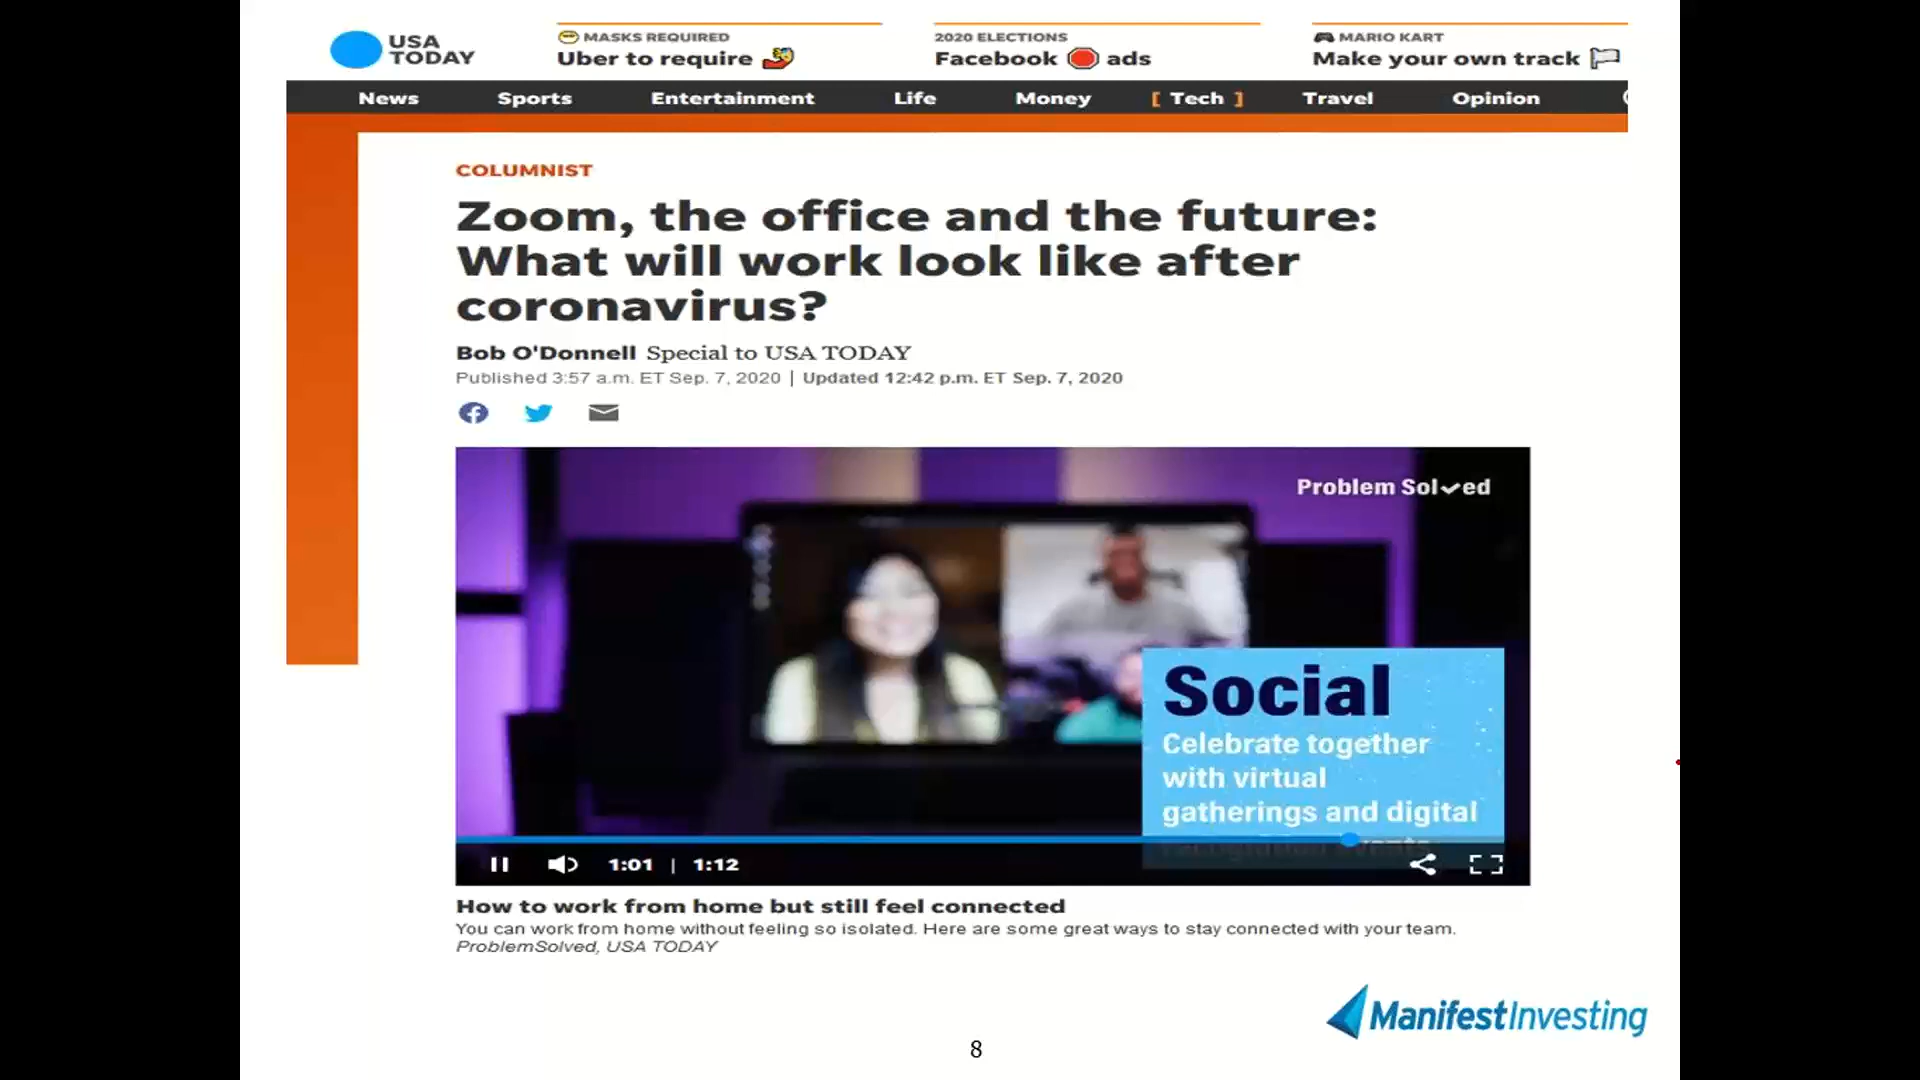 USA
TODAY
MASKS REQUIRED
Uber to require
2020 ELECTIONS
Facebook ads
MARIO KART
Make your own track
News Sports Entertainment Life Money [ Tech ] Travel Opinion
COLUMNIST
Zoom, the office and the future:
What will work look like after
coronavirus?
Bob O'Donnell Special to USA TODAY
Published 3:57 a.m. ET Sep. 7, 2020 | Updated 12:42 p.m. ET Sep. 7, 2020
Problem Solved
Social
Celebrate together
with virtual
gatherings and digital
recognition events
1:01 | 1:12
How to work from home but still feel connected
You can work from home without feeling so isolated. Here are some great ways to stay connected with your team.
ProblemSolved, USA TODAY
ManifestInvesting
8